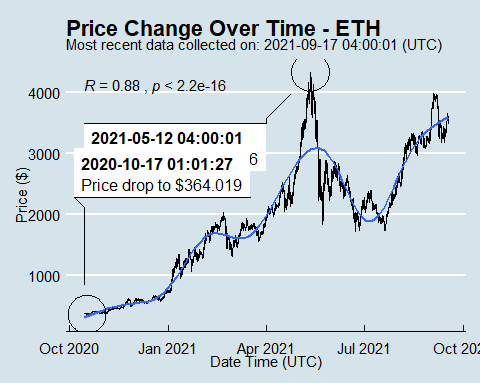 Price Change Over Time - ETH
Most recent data collected on: 2021-09-17 04:00:01 (UTC)
R = 0.88 , p < 2.2e-16
4000
3000
2000
1000
Price ($)
2021-05-12 04:00:01
6
2020-10-17 01:01:27
Price drop to $364.019
Oct 2020
Jan 2021
Apr 2021
Jul 2021
Oct 202
Date Time (UTC)